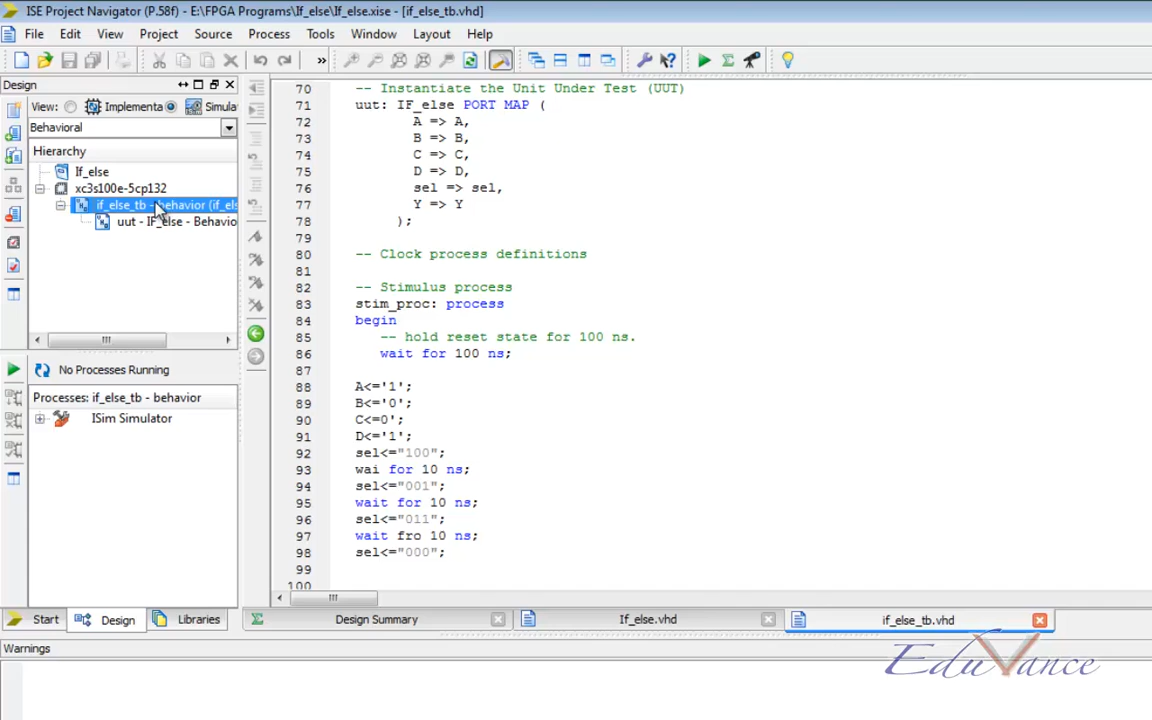 ISE Project Navigator (P.58f) - E:\FPGA Programs\If_else\If_else.xise - [if_else_tb.vhd]
File Edit View Project Source Process Tools Window Layout Help
»
Design
View: Implementa Simula
Behavioral
Hierarchy
If_else
xc3s100e-5cp132
if_else_tb - behavior (if_els
uut - IF_else - Behavio
No Processes Running
Processes: if_else_tb - behavior
ISim Simulator
Start Design Libraries
70 -- Instantiate the Unit Under Test (UUT)
71 uut: IF_else PORT MAP (
72 A => A,
73 B => B,
74 C => C,
75 D => D,
76 sel => sel,
77 Y => Y
78 );
79
80 -- Clock process definitions
81
82 -- Stimulus process
83 stim_proc: process
84 begin
85 -- hold reset state for 100 ns.
86 wait for 100 ns;
87
88 A<='1';
89 B<='0';
90 C<=0';
91 D<='1';
92 sel<="100";
93 wai for 10 ns;
94 sel<="001";
95 wait for 10 ns;
96 sel<="011";
97 wait fro 10 ns;
98 sel<="000";
99
100
Design Summary If_else.vhd if_else_tb.vhd
Warnings
EduVance